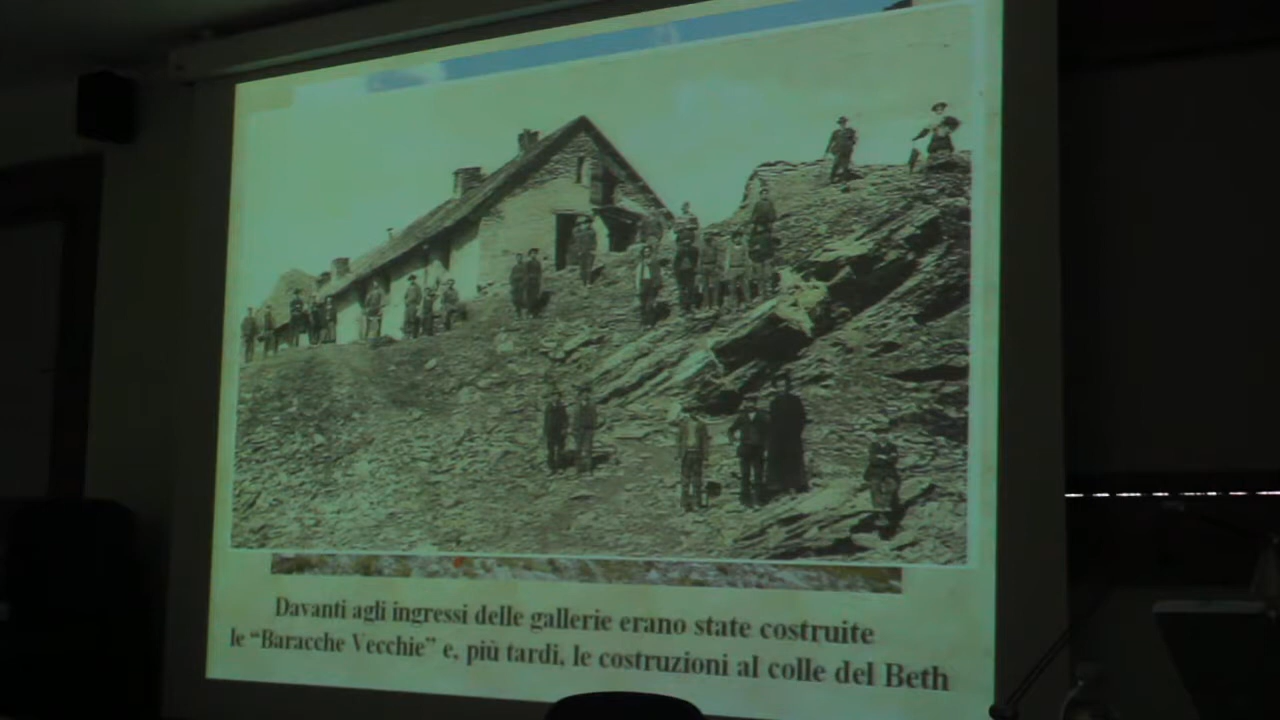 Davanti agli ingressi delle gallerie erano state costruite
le “Baracche Vecchie” e, più tardi, le costruzioni al colle del Beth